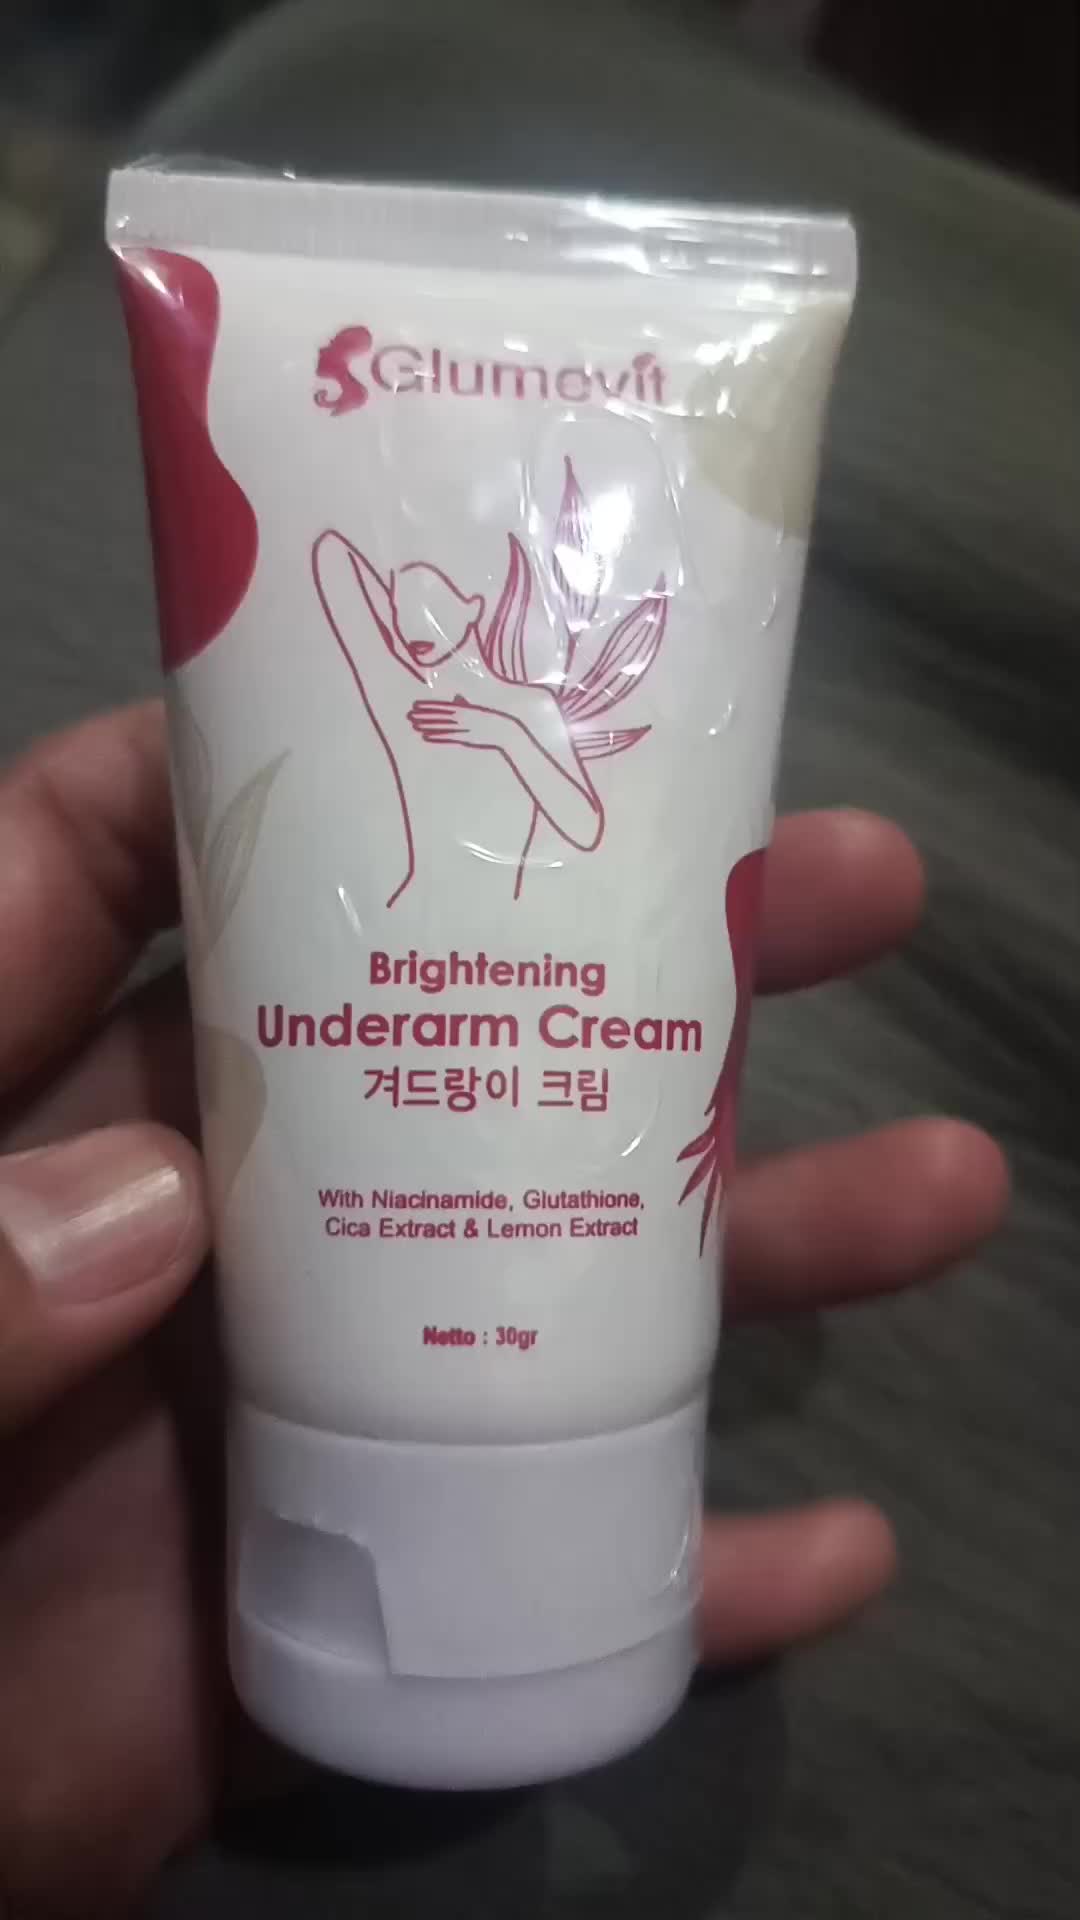 Glumevit
Brightening
Underarm Cream
겨드랑이 크림
With Niacinamide, Glutathione,
Cica Extract & Lemon Extract
Netto : 30gr